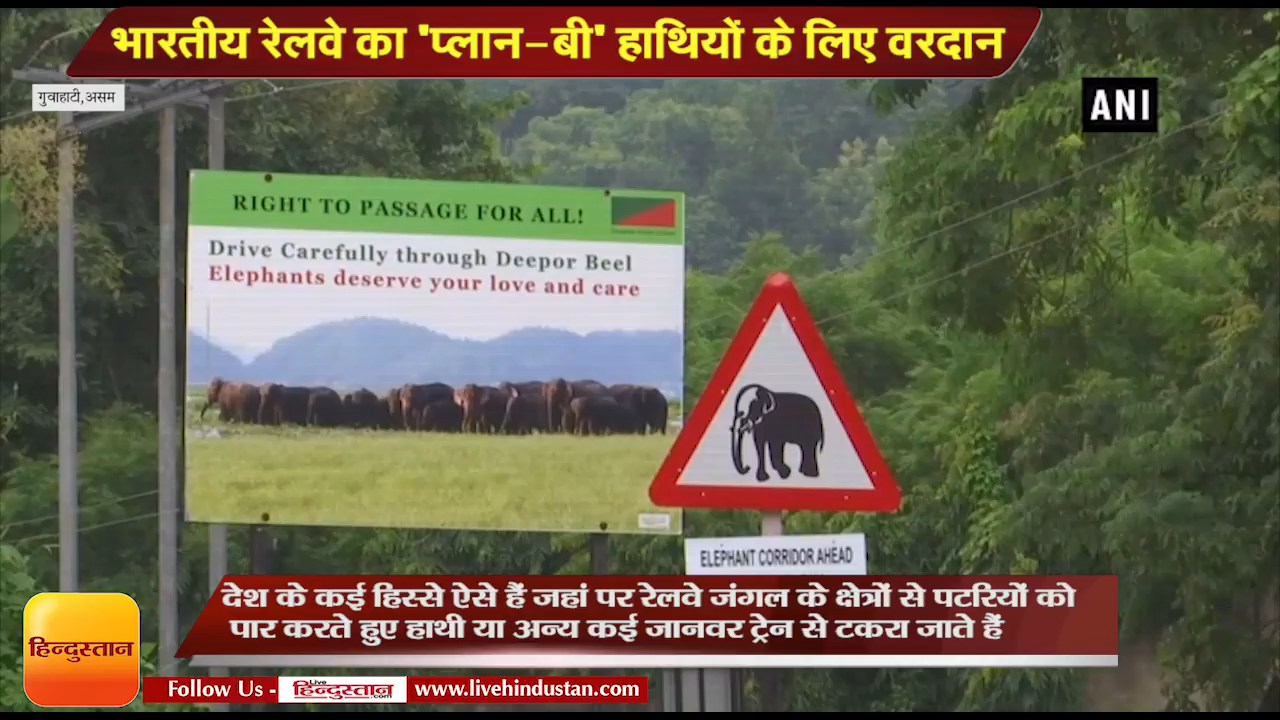 भारतीय रेलवे का 'प्लान-बी' हाथियों के लिए वरदान
गुवाहाटी,असम
ANI
RIGHT TO PASSAGE FOR ALL!
Drive Carefully through Deepor Beel
Elephants deserve your love and care
ELEPHANT CORRIDOR AHEAD
देश के कई हिस्से ऐसे हैं जहां पर रेलवे जंगल के क्षेत्रों से पटरियों को
पार करते हुए हाथी या अन्य कई जानवर ट्रेन से टकरा जाते हैं
हिन्दुस्तान
Follow Us - Live हिन्दुस्तान .com www.livehindustan.com